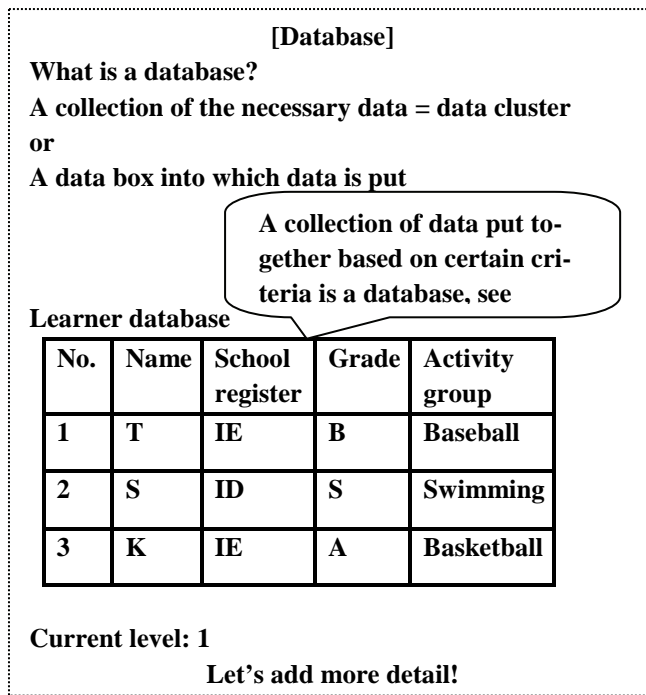 [Database]
What is a database?
A collection of the necessary data = data cluster
or
A data box into which data is put
A collection of data put to-
gether based on certain cri-
teria is a database, see
Learner database
No. Name School register Grade Activity group
1 T IE B Baseball
2 S ID S Swimming
3 K IE A Basketball
Current level: 1
Let's add more detail!